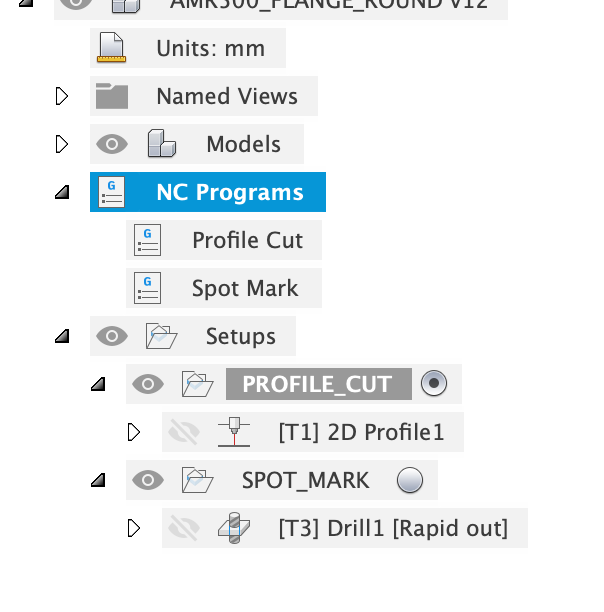 AMR300_FLANGE_ROUND v12
Units: mm
Named Views
Models
G NC Programs
G Profile Cut
G Spot Mark
Setups
PROFILE_CUT
[T1] 2D Profile1
SPOT_MARK
[T3] Drill1 [Rapid out]